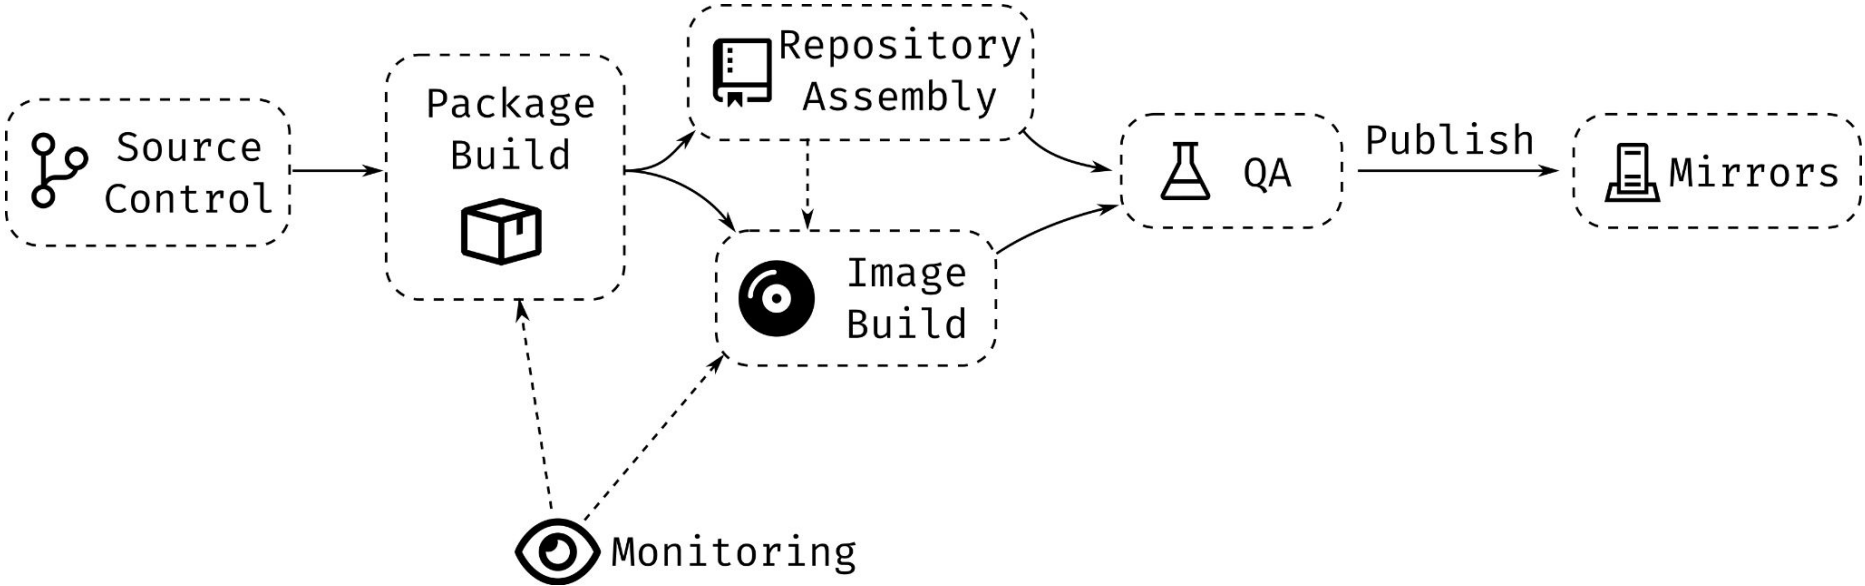 Source
Control
Package
Build
Repository
Assembly
Image
Build
QA
Publish
Mirrors
Monitoring